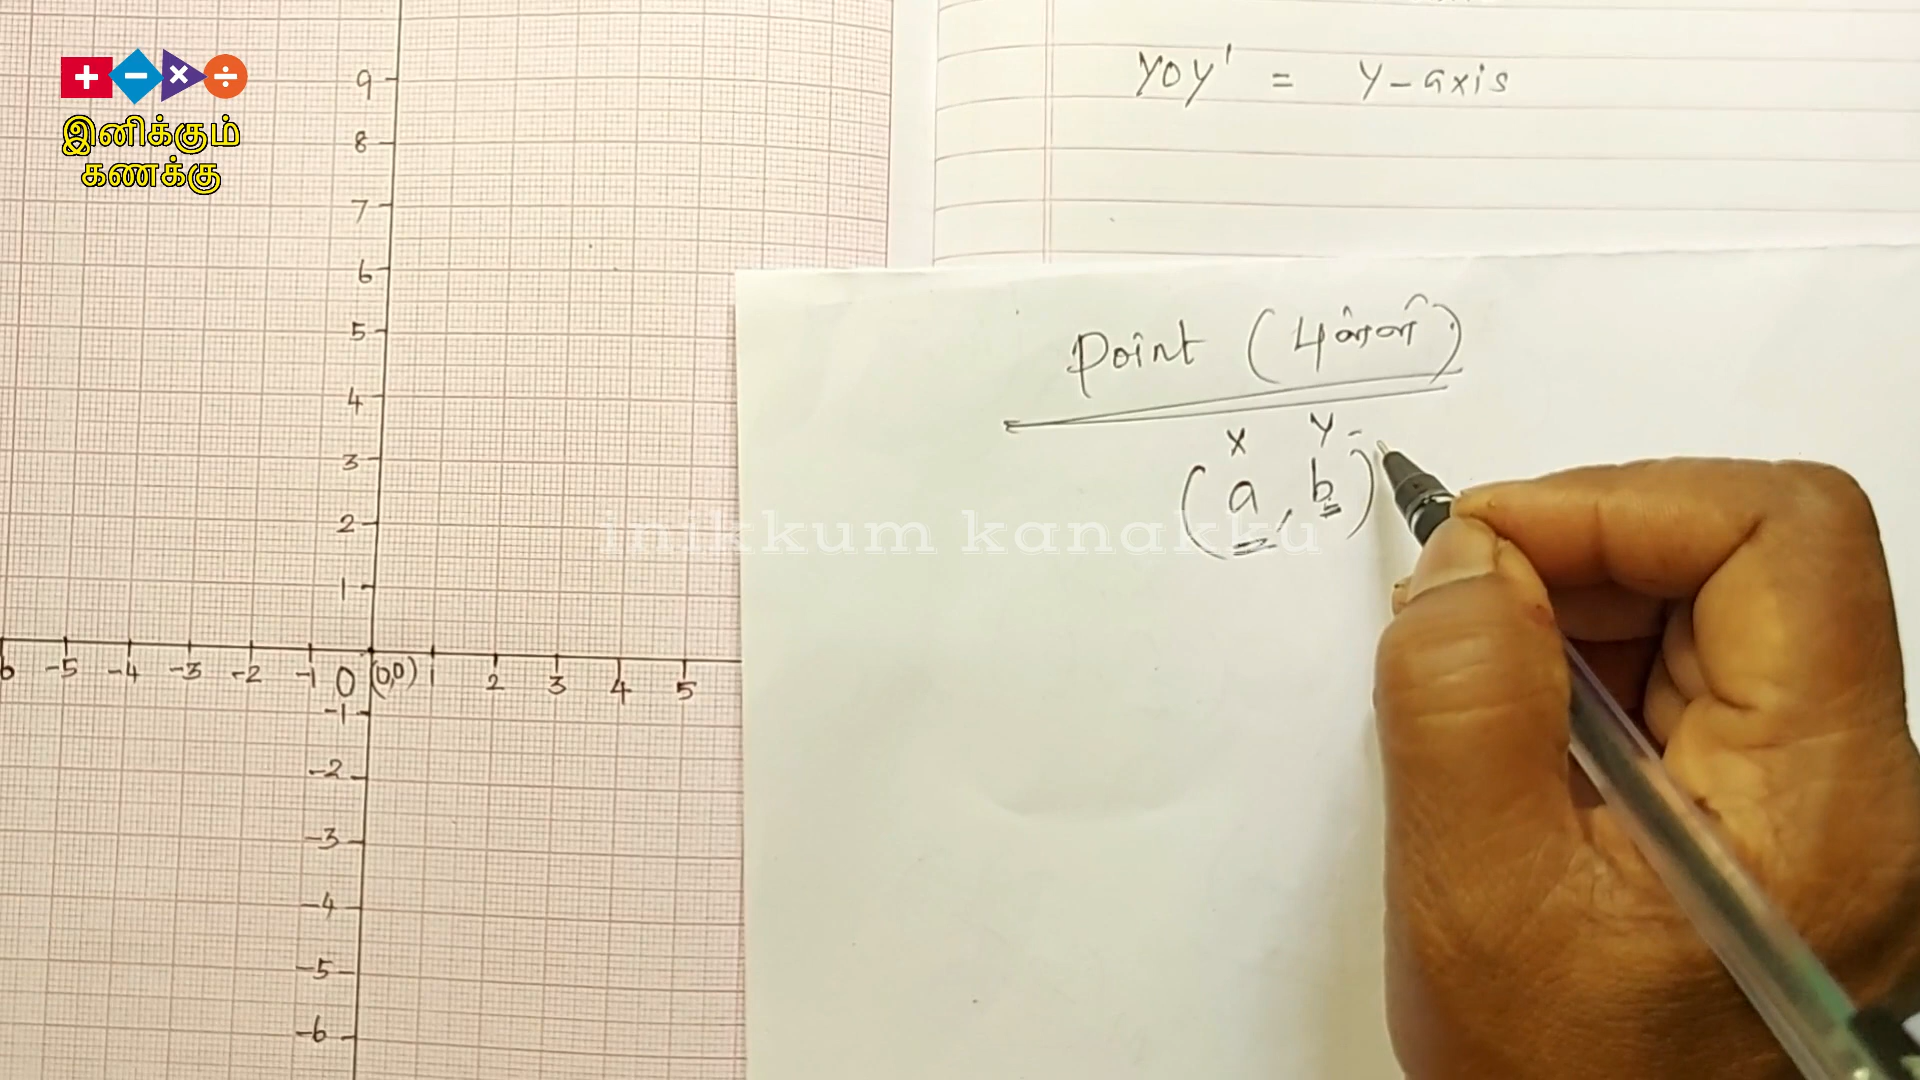 + - × ÷
இனிக்கும்
கணக்கு
YOY' = Y-axis
Point (புள்ளி)
X Y -
(a, b)
inikkum kanakku
9
8
7
6
5
4
3
2
1
6 -5 -4 -3 -2 -1 0 (0,0) 1 2 3 4 5
-1
-2
-3
-4
-5
-6